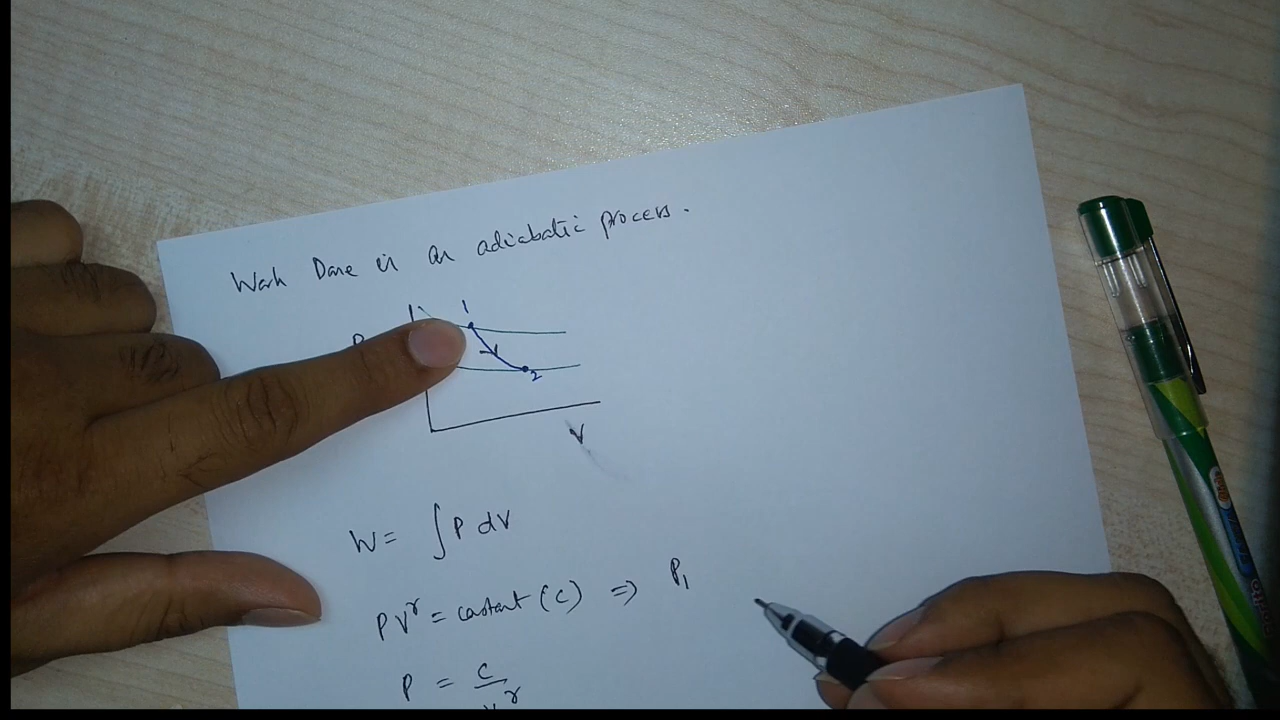 Work Done in an adiabatic process.
1
P
2
V
W = ∫ P dV
PV^γ = constant (C) ⇒ P₁
P = C/V^γ